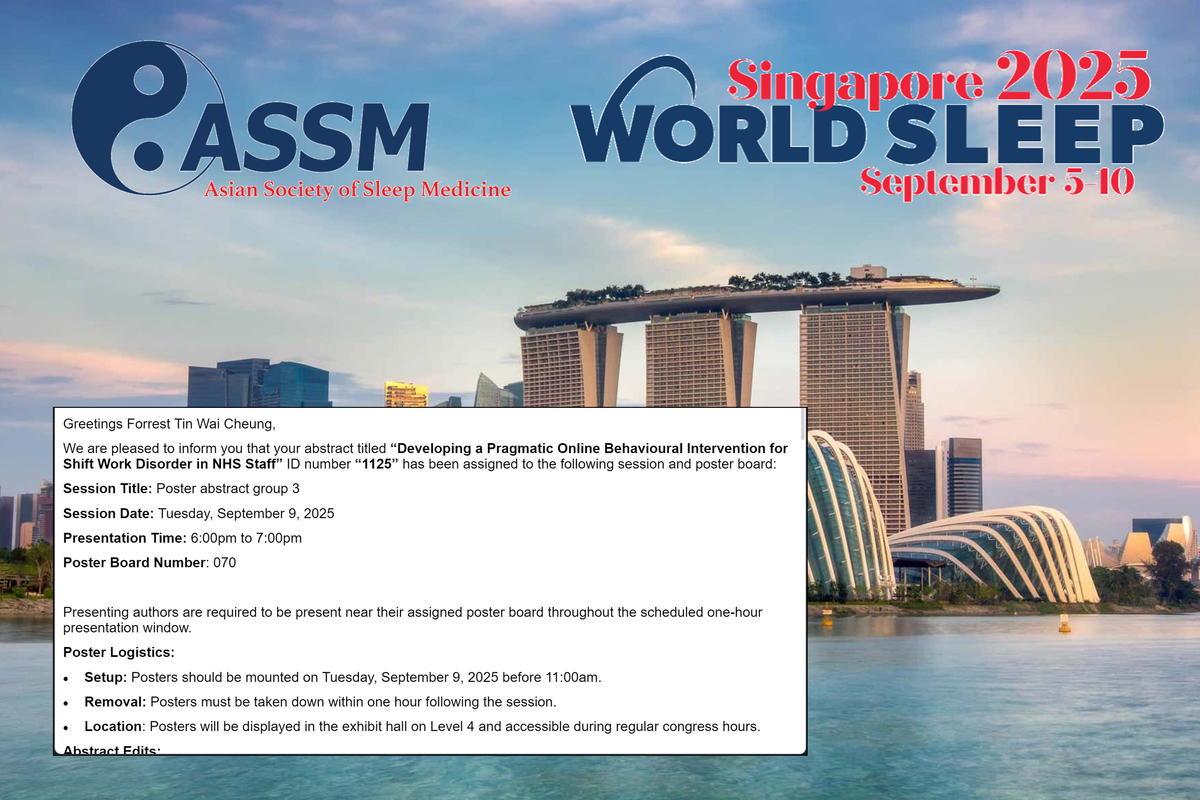 ASSM
Asian Society of Sleep Medicine
Singapore 2025
WORLD SLEEP
September 5-10
Greetings Forrest Tin Wai Cheung,
We are pleased to inform you that your abstract titled “Developing a Pragmatic Online Behavioural Intervention for
Shift Work Disorder in NHS Staff” ID number “1125” has been assigned to the following session and poster board:
Session Title: Poster abstract group 3
Session Date: Tuesday, September 9, 2025
Presentation Time: 6:00pm to 7:00pm
Poster Board Number: 070
Presenting authors are required to be present near their assigned poster board throughout the scheduled one-hour
presentation window.
Poster Logistics:
• Setup: Posters should be mounted on Tuesday, September 9, 2025 before 11:00am.
• Removal: Posters must be taken down within one hour following the session.
• Location: Posters will be displayed in the exhibit hall on Level 4 and accessible during regular congress hours.
Abstract Edits: